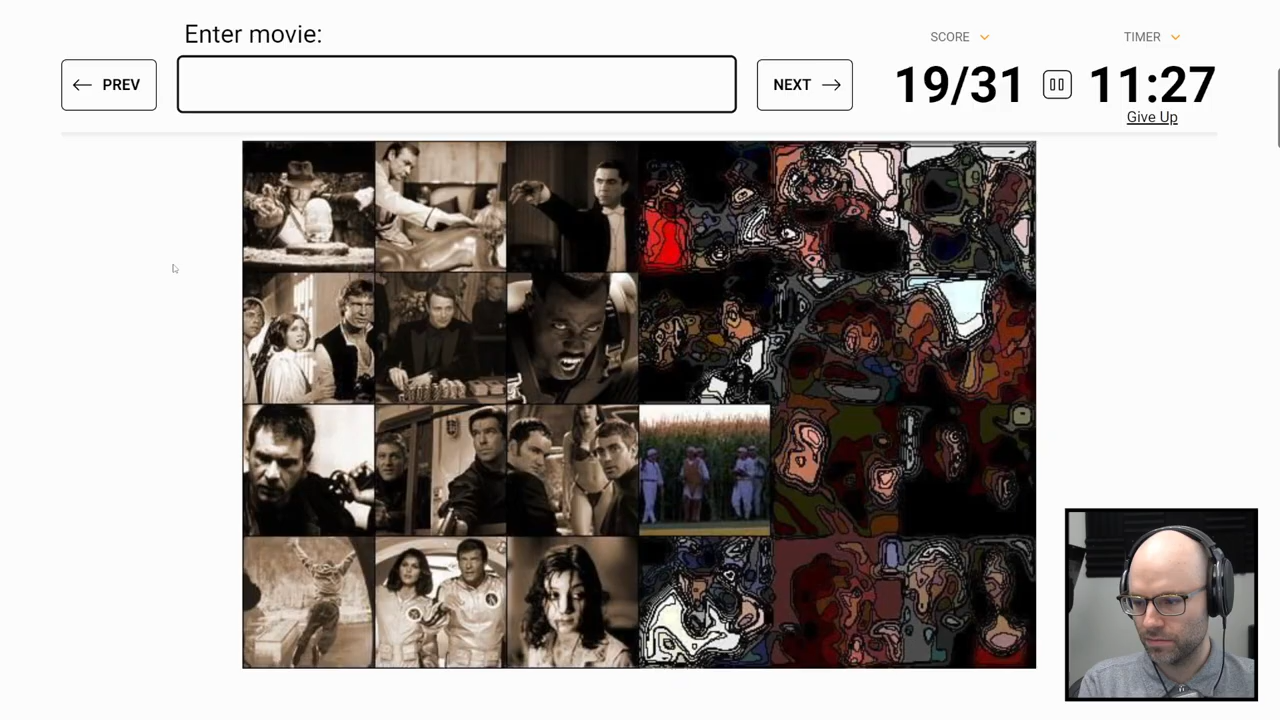 Enter movie:
SCORE
TIMER
PREV
NEXT
19/31
11:27
Give Up